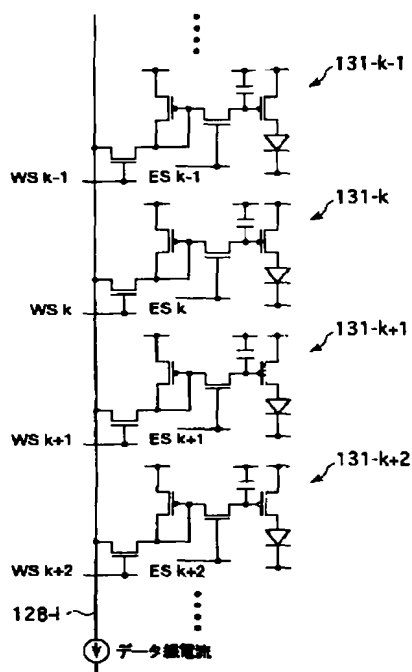 131-k-1
WS k-1
ES k-1
131-k
WS k
ES k
131-k+1
WS k+1
ES k+1
131-k+2
WS k+2
ES k+2
128-i
データ線電流